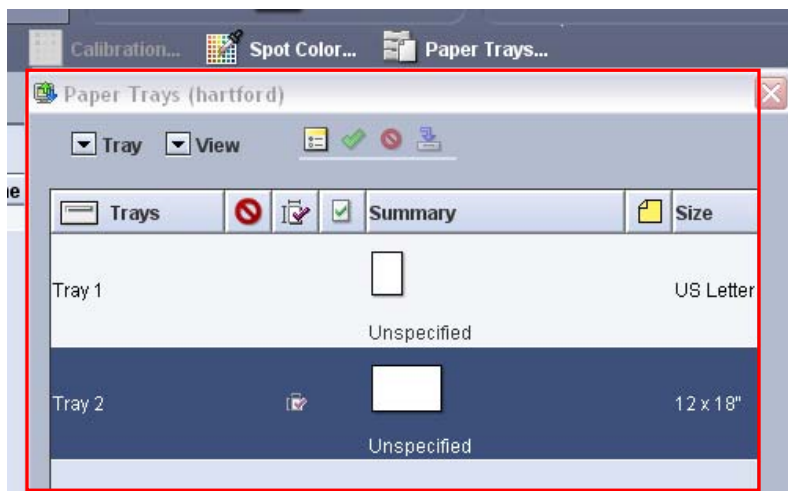 Calibration... Spot Color... Paper Trays...
Paper Trays (hartford)
Tray View
ne
Trays Summary Size
Tray 1 US Letter
Unspecified
Tray 2 12 x 18"
Unspecified